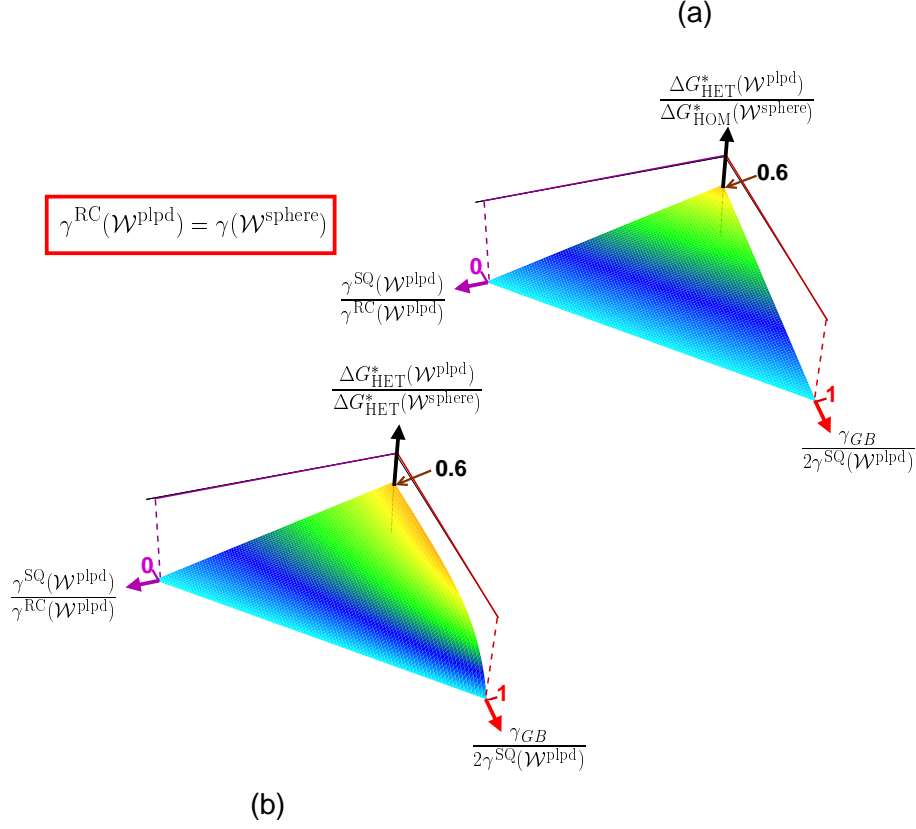 (a)
ΔG*HET(𝒲plpd)
ΔG*HOM(𝒲sphere)
0.6
γRC(𝒲plpd) = γ(𝒲sphere)
0
γSQ(𝒲plpd)
γRC(𝒲plpd)
1
γGB
2γSQ(𝒲plpd)
ΔG*HET(𝒲plpd)
ΔG*HET(𝒲sphere)
0.6
0
γSQ(𝒲plpd)
γRC(𝒲plpd)
1
γGB
2γSQ(𝒲plpd)
(b)